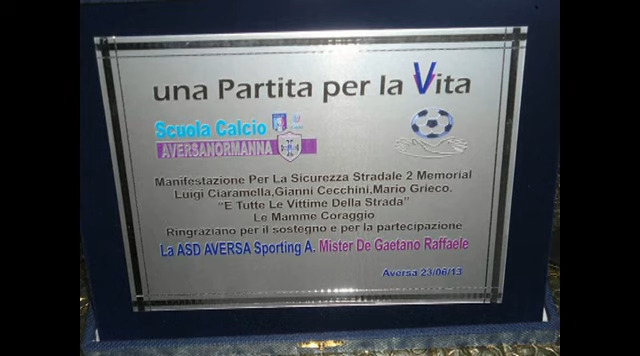 una Partita per la Vita
Scuola Calcio
AVERSANORMANNA
Manifestazione Per La Sicurezza Stradale 2 Memorial
Luigi Ciaramella,Gianni Cecchini,Mario Grieco.
"E Tutte Le Vittime Della Strada"
Le Mamme Coraggio
Ringraziano per il sostegno e per la partecipazione
La ASD AVERSA Sporting A. Mister De Gaetano Raffaele
Aversa 23/06/13